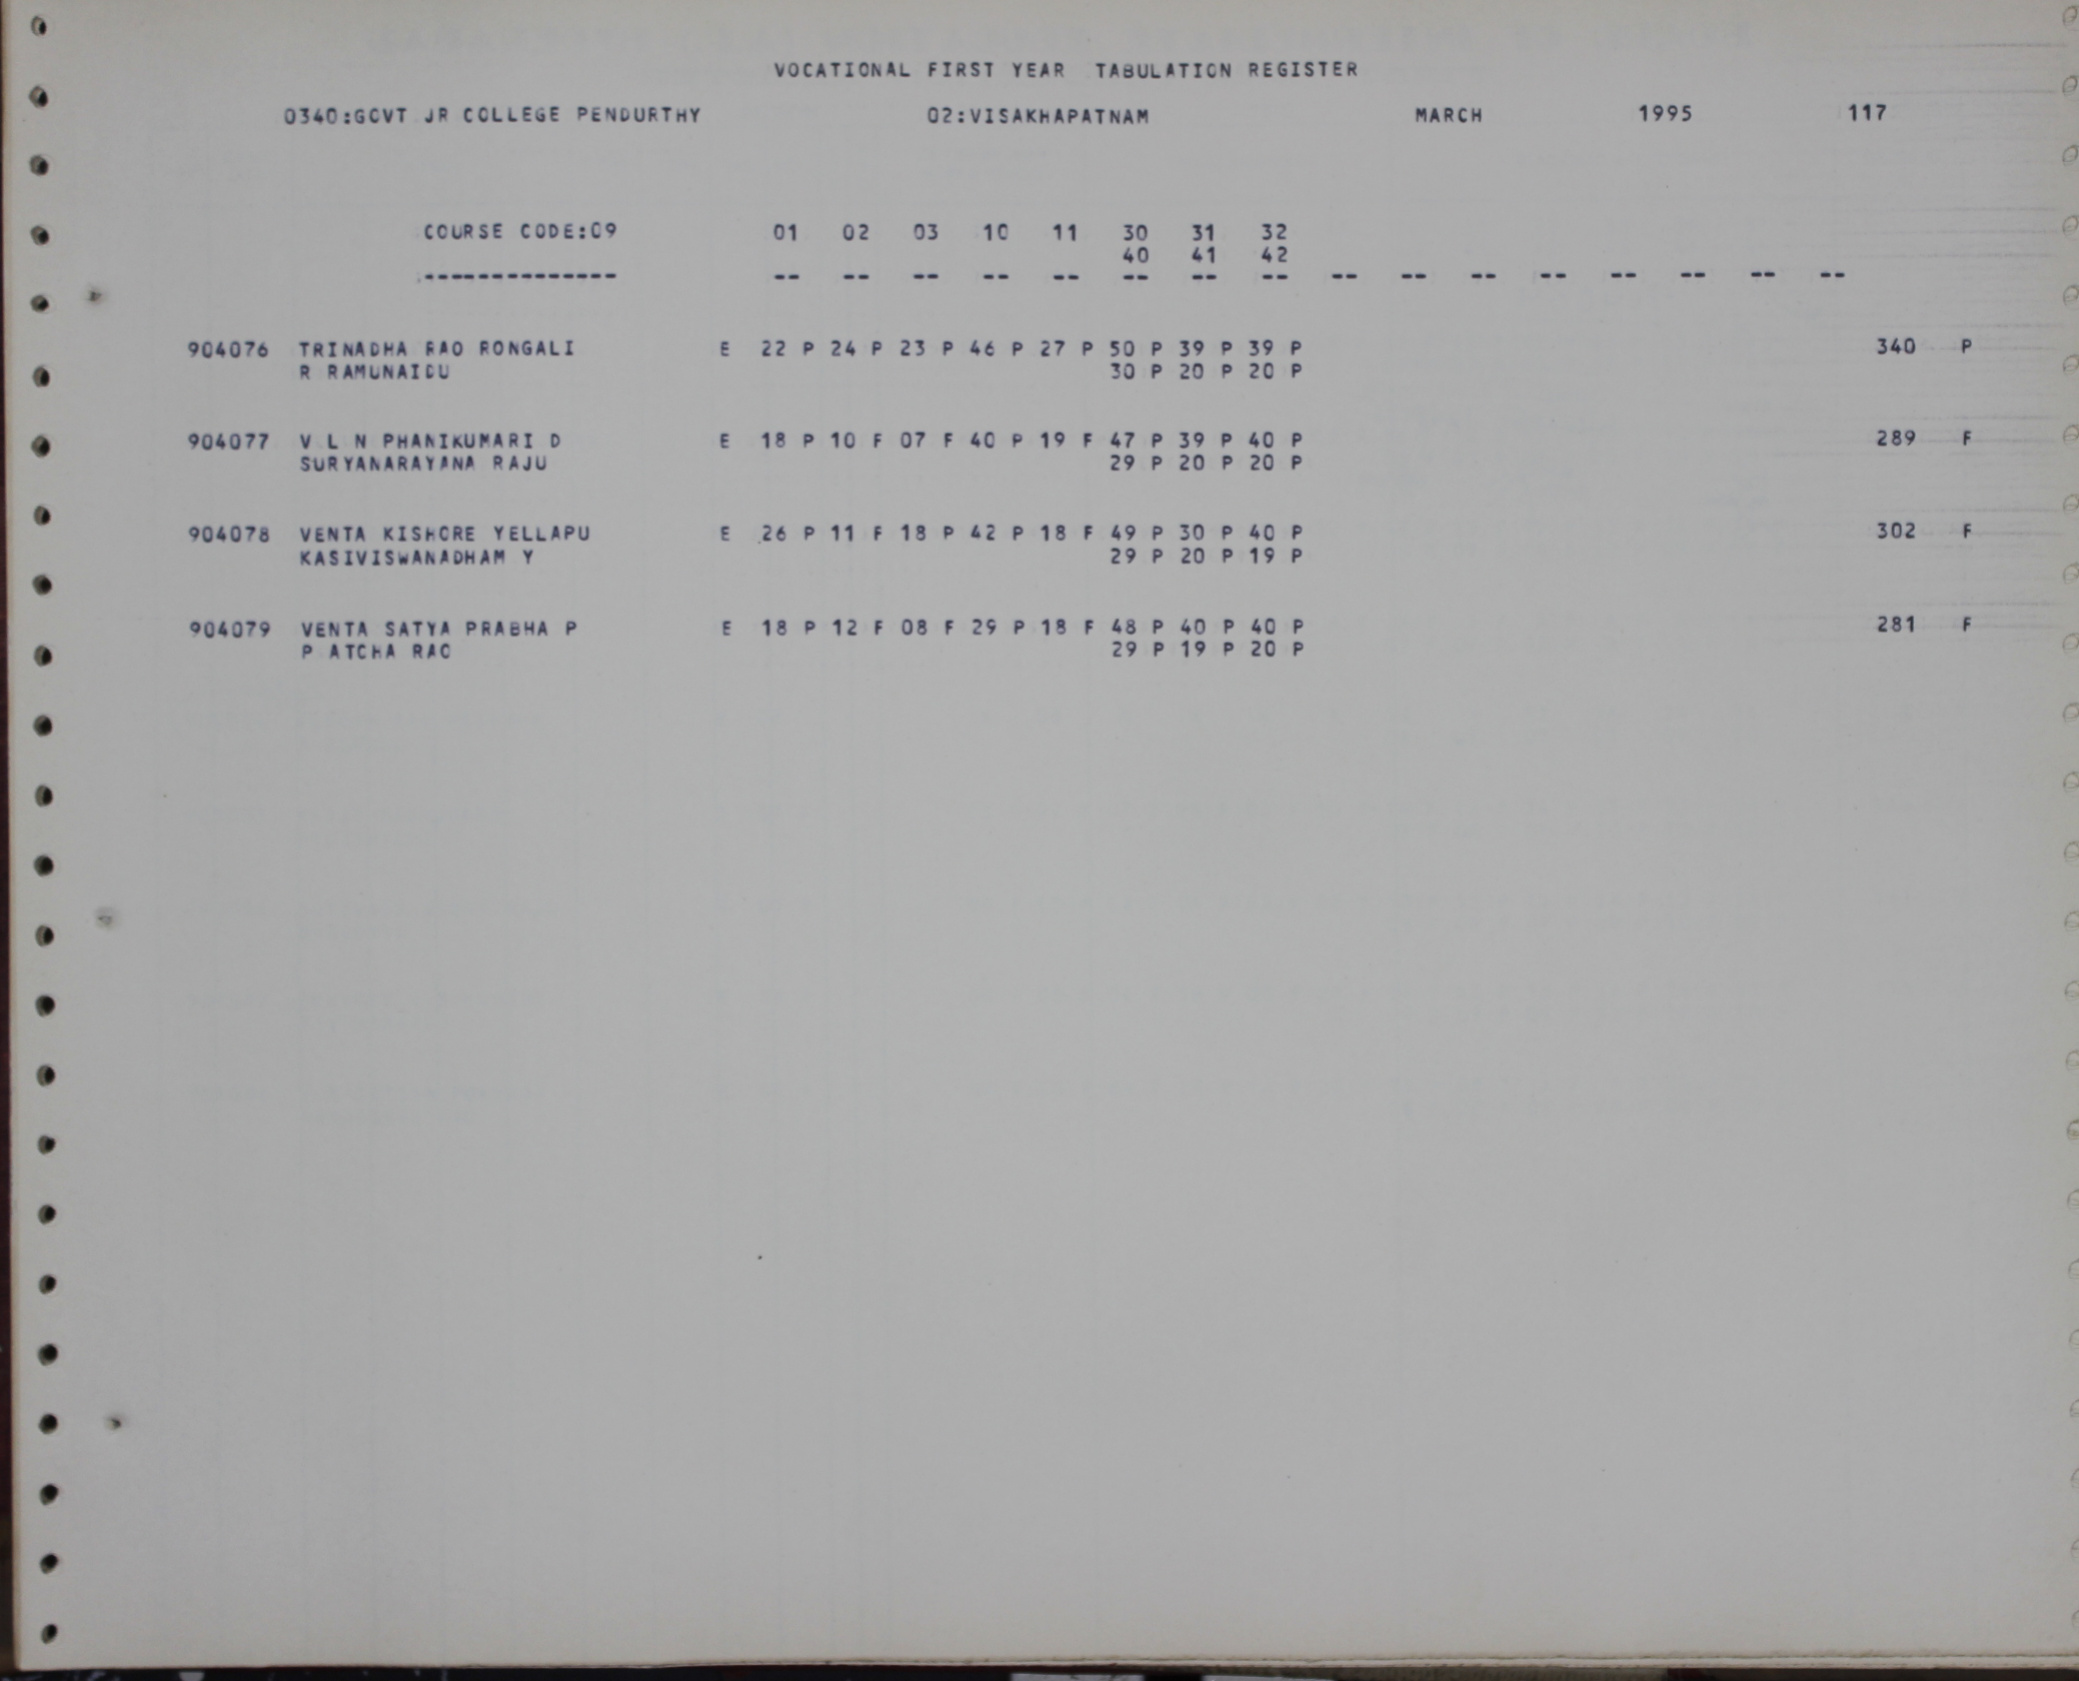 VOCATIONAL FIRST YEAR TABULATION REGISTER
0340:GOVT JR COLLEGE PENDURTHY 02:VISAKHAPATNAM MARCH 1995 117
COURSE CODE:09 01 02 03 10 11 30 31 32
40 41 42
-------------- -- -- -- -- -- -- -- -- -- -- -- -- -- -- -- --
904076 TRINADHA RAO RONGALI E 22 P 24 P 23 P 46 P 27 P 50 P 39 P 39 P 340 P
R RAMUNAIDU 30 P 20 P 20 P
904077 V L N PHANIKUMARI D E 18 P 10 F 07 F 40 P 19 F 47 P 39 P 40 P 289 F
SURYANARAYANA RAJU 29 P 20 P 20 P
904078 VENTA KISHORE YELLAPU E 26 P 11 F 18 P 42 P 18 F 49 P 30 P 40 P 302 F
KASIVISWANADHAM Y 29 P 20 P 19 P
904079 VENTA SATYA PRABHA P E 18 P 12 F 08 F 29 P 18 F 48 P 40 P 40 P 281 F
P ATCHA RAO 29 P 19 P 20 P